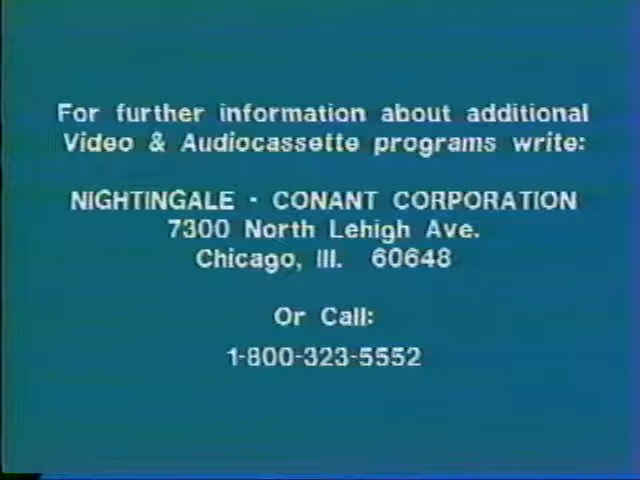 For further information about additional
Video & Audiocassette programs write:
NIGHTINGALE - CONANT CORPORATION
7300 North Lehigh Ave.
Chicago, Ill. 60648
Or Call:
1-800-323-5552